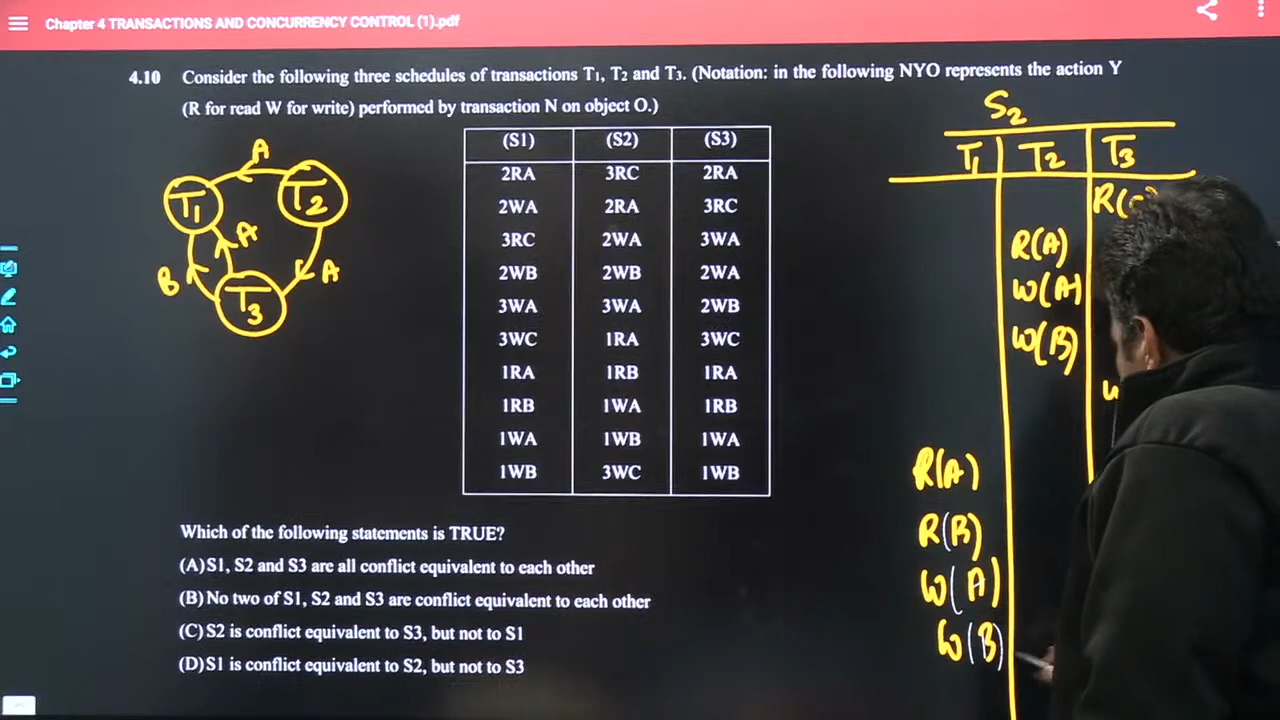 Chapter 4 TRANSACTIONS AND CONCURRENCY CONTROL (1).pdf
4.10 Consider the following three schedules of transactions T1, T2 and T3. (Notation: in the following NYO represents the action Y
(R for read W for write) performed by transaction N on object O.)
(S1) (S2) (S3)
2RA 3RC 2RA
2WA 2RA 3RC
3RC 2WA 3WA
2WB 2WB 2WA
3WA 3WA 2WB
3WC 1RA 3WC
1RA 1RB 1RA
1RB 1WA 1RB
1WA 1WB 1WA
1WB 3WC 1WB
Which of the following statements is TRUE?
(A) S1, S2 and S3 are all conflict equivalent to each other
(B) No two of S1, S2 and S3 are conflict equivalent to each other
(C) S2 is conflict equivalent to S3, but not to S1
(D) S1 is conflict equivalent to S2, but not to S3
A
T1 T2
A
B A
T3
S2
T1 T2 T3
R(A)
W(A)
W(B)
R(A)
R(B)
W(A)
W(B)